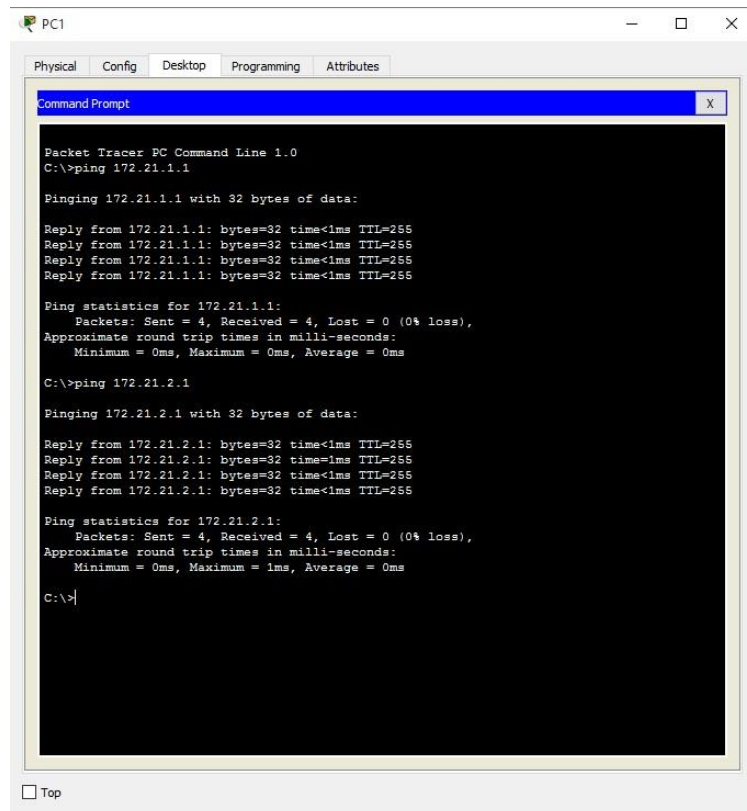 PC1
Physical Config Desktop Programming Attributes
Command Prompt X
Packet Tracer PC Command Line 1.0
C:\>ping 172.21.1.1
Pinging 172.21.1.1 with 32 bytes of data:
Reply from 172.21.1.1: bytes=32 time<1ms TTL=255
Reply from 172.21.1.1: bytes=32 time<1ms TTL=255
Reply from 172.21.1.1: bytes=32 time<1ms TTL=255
Reply from 172.21.1.1: bytes=32 time<1ms TTL=255
Ping statistics for 172.21.1.1:
Packets: Sent = 4, Received = 4, Lost = 0 (0% loss),
Approximate round trip times in milli-seconds:
Minimum = 0ms, Maximum = 0ms, Average = 0ms
C:\>ping 172.21.2.1
Pinging 172.21.2.1 with 32 bytes of data:
Reply from 172.21.2.1: bytes=32 time<1ms TTL=255
Reply from 172.21.2.1: bytes=32 time=1ms TTL=255
Reply from 172.21.2.1: bytes=32 time<1ms TTL=255
Reply from 172.21.2.1: bytes=32 time<1ms TTL=255
Ping statistics for 172.21.2.1:
Packets: Sent = 4, Received = 4, Lost = 0 (0% loss),
Approximate round trip times in milli-seconds:
Minimum = 0ms, Maximum = 1ms, Average = 0ms
C:\>
Top